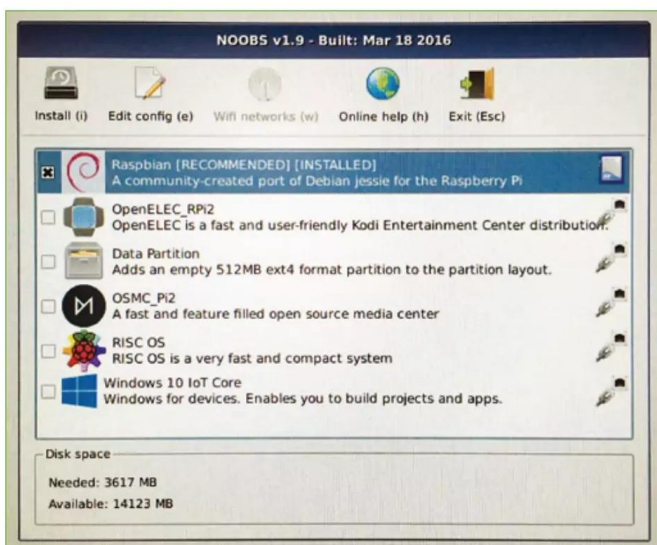 NOOBS v1.9 - Built: Mar 18 2016
Install (i) Edit config (e) Wifi networks (w) Online help (h) Exit (Esc)
Raspbian [RECOMMENDED] [INSTALLED]
A community-created port of Debian jessie for the Raspberry Pi
OpenELEC_RPi2
OpenELEC is a fast and user-friendly Kodi Entertainment Center distribution.
Data Partition
Adds an empty 512MB ext4 format partition to the partition layout.
OSMC_Pi2
A fast and feature filled open source media center
RISC OS
RISC OS is a very fast and compact system
Windows 10 IoT Core
Windows for devices. Enables you to build projects and apps.
Disk space
Needed: 3617 MB
Available: 14123 MB